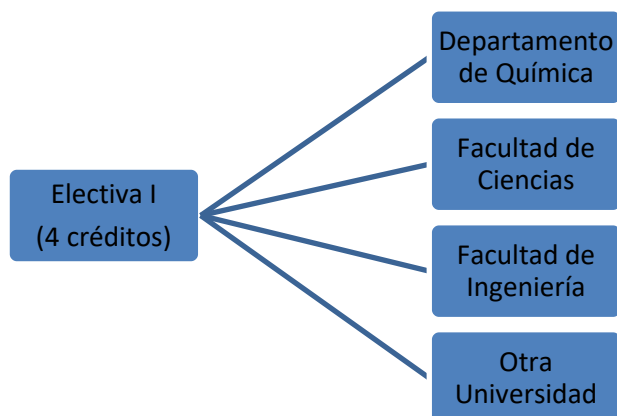 Electiva I
(4 créditos)
Departamento
de Química
Facultad de
Ciencias
Facultad de
Ingeniería
Otra
Universidad